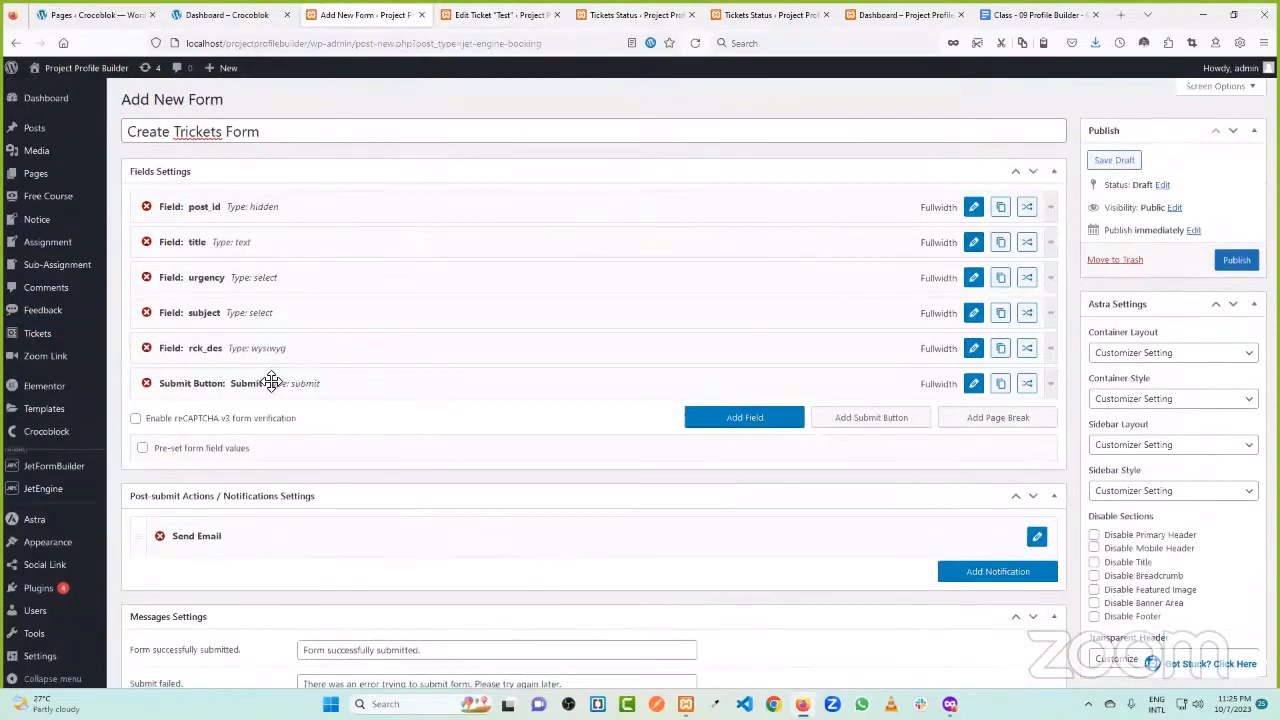 Pages ‹ Crocoblok — Wor
Dashboard – Crocoblok
Add New Form ‹ Project P
Edit Ticket "Test" ‹ Project
Tickets Status ‹ Project Prof
Tickets Status ‹ Project Prof
Dashboard ‹ Project Profile
Class - 09 Profile Builder - G
localhost/projectprofilebuilder/wp-admin/post-new.php?post_type=jet-engine-booking
Search
Project Profile Builder
4
0
New
Howdy, admin
Screen Options
Dashboard
Posts
Media
Pages
Free Course
Notice
Assignment
Sub-Assignment
Comments
Feedback
Tickets
Zoom Link
Elementor
Templates
Crocoblock
JetFormBuilder
JetEngine
Astra
Appearance
Social Link
Plugins 4
Users
Tools
Settings
Collapse menu
Add New Form
Create Trickets Form
Fields Settings
Field: post_id Type: hidden Fullwidth
Field: title Type: text Fullwidth
Field: urgency Type: select Fullwidth
Field: subject Type: select Fullwidth
Field: rck_des Type: wysiwyg Fullwidth
Submit Button: Submit submit Fullwidth
Enable reCAPTCHA v3 form verification
Add Field
Add Submit Button
Add Page Break
Pre-set form field values
Post-submit Actions / Notifications Settings
Send Email
Add Notification
Messages Settings
Form successfully submitted.
Form successfully submitted.
Submit failed.
There was an error trying to submit form. Please try again later.
Publish
Save Draft
Status: Draft Edit
Visibility: Public Edit
Publish immediately Edit
Move to Trash
Publish
Astra Settings
Container Layout
Customizer Setting
Container Style
Customizer Setting
Sidebar Layout
Customizer Setting
Sidebar Style
Customizer Setting
Disable Sections
Disable Primary Header
Disable Mobile Header
Disable Title
Disable Breadcrumb
Disable Featured Image
Disable Banner Area
Disable Footer
Transparent Header
Customize
Got Stuck? Click Here
zoom
27°C
Partly cloudy
Search
ENG
INTL
11:25 PM
10/7/2023
25